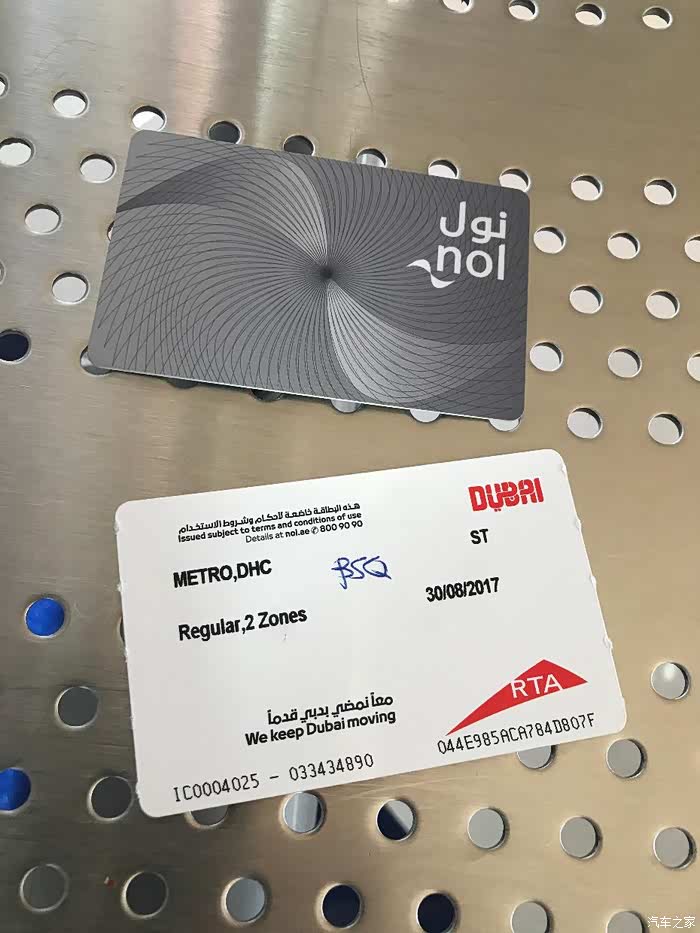 نول
nol
هذه البطاقة خاضعة لأحكام وشروط الاستخدام
Issued subject to terms and conditions of use
Details at nol.ae ✆ 800 90 90
DUBAI
ST
METRO,DHC
BSQ
30/08/2017
Regular,2 Zones
RTA
معاً نمضي بدبي قدماً
We keep Dubai moving
IC0004025 - 033434890
044E985ACA784D807F
汽车之家